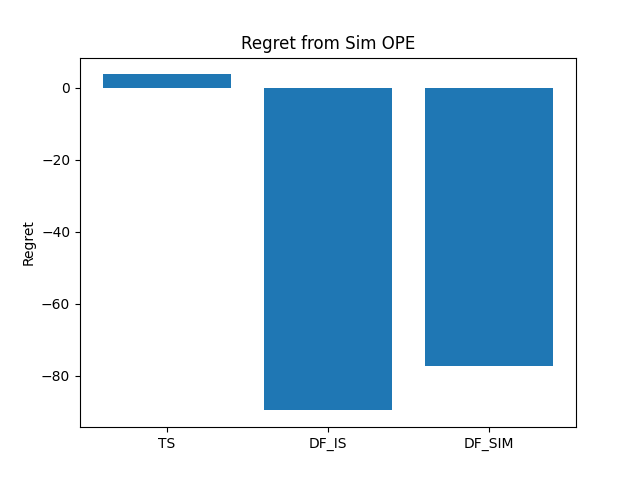 Regret from Sim OPE
Regret
0
−20
−40
−60
−80
TS
DF_IS
DF_SIM